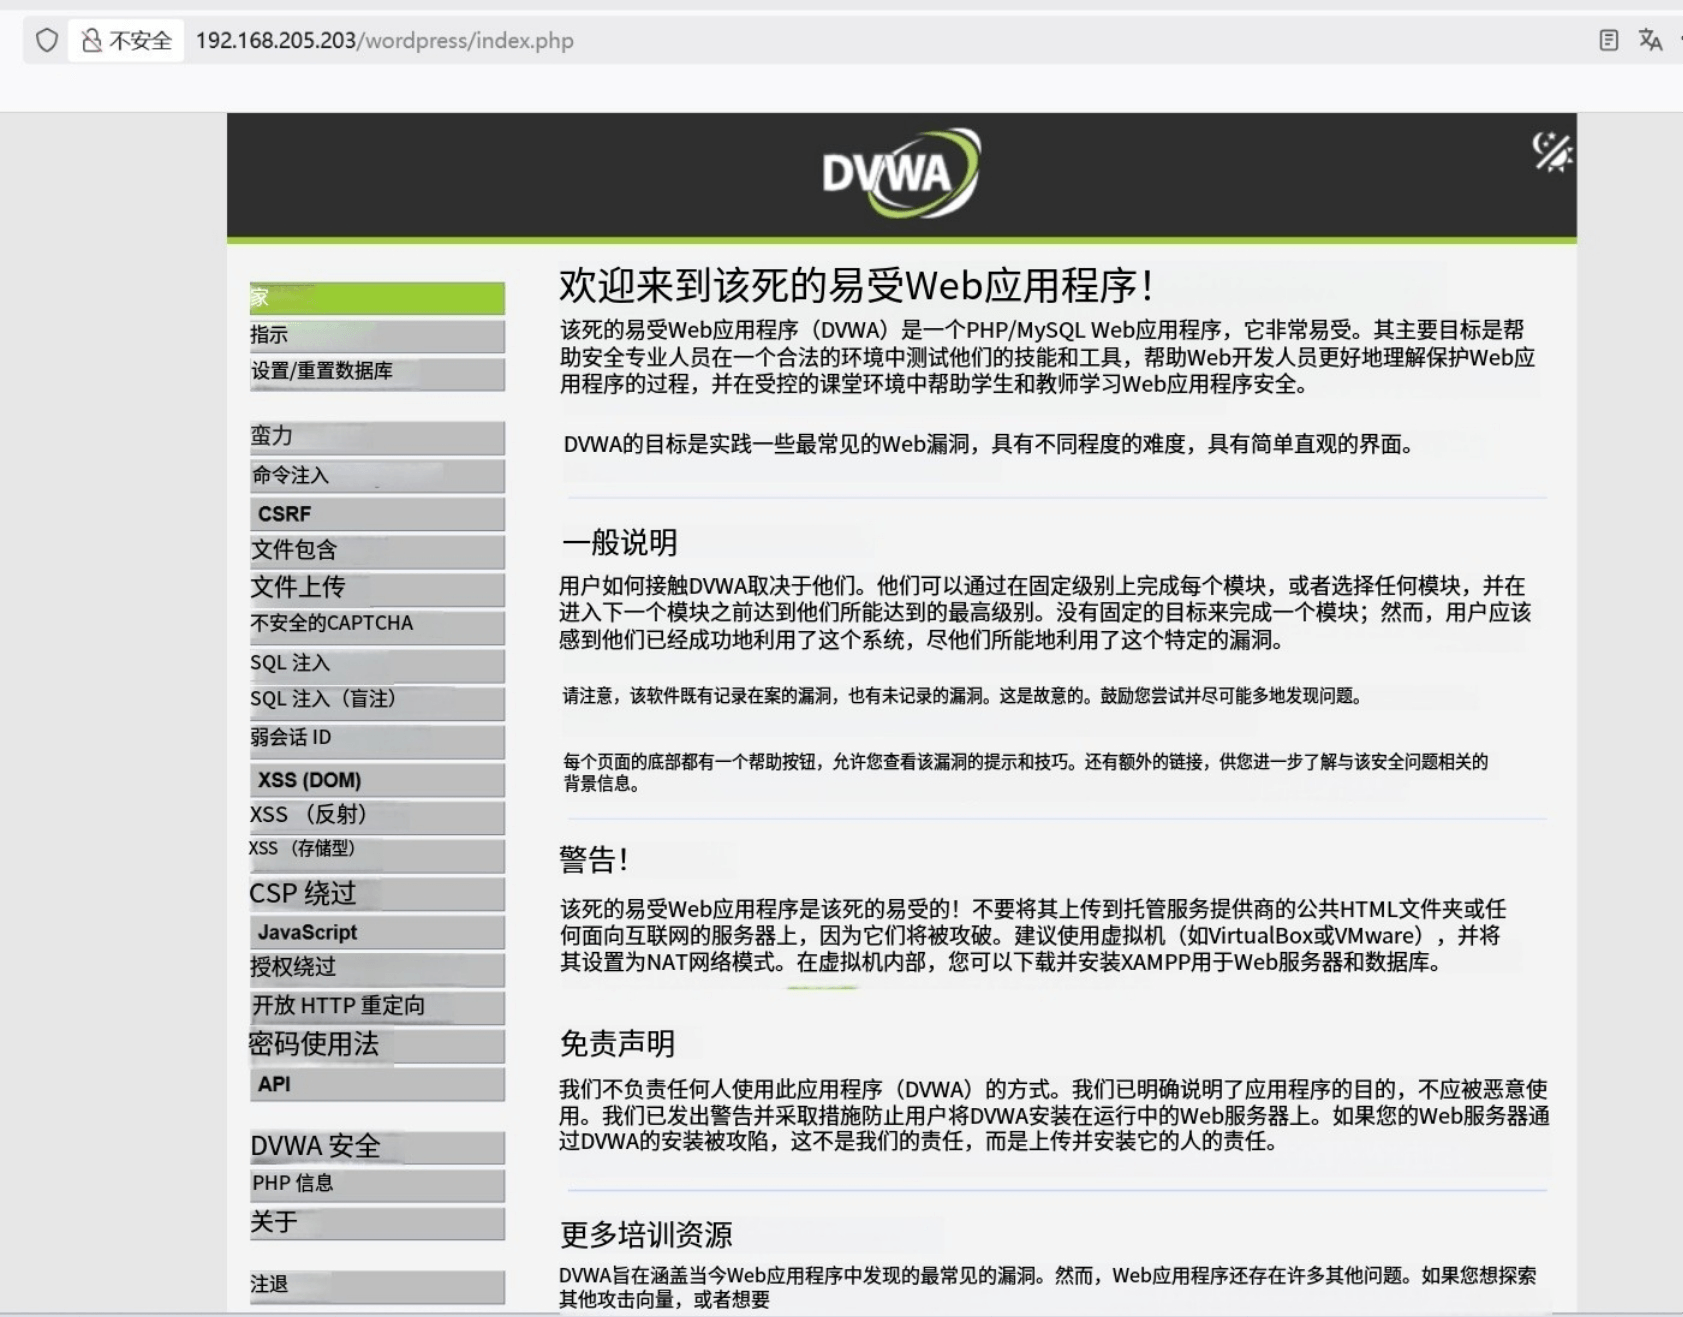 不安全 192.168.205.203/wordpress/index.php
DVWA
家
指示
设置/重置数据库
蛮力
命令注入
CSRF
文件包含
文件上传
不安全的CAPTCHA
SQL 注入
SQL 注入（盲注）
弱会话 ID
XSS (DOM)
XSS （反射）
XSS （存储型）
CSP 绕过
JavaScript
授权绕过
开放 HTTP 重定向
密码使用法
API
DVWA 安全
PHP 信息
关于
注退
欢迎来到该死的易受Web应用程序！
该死的易受Web应用程序（DVWA）是一个PHP/MySQL Web应用程序，它非常易受。其主要目标是帮
助安全专业人员在一个合法的环境中测试他们的技能和工具，帮助Web开发人员更好地理解保护Web应
用程序的过程，并在受控的课堂环境中帮助学生和教师学习Web应用程序安全。
DVWA的目标是实践一些最常见的Web漏洞，具有不同程度的难度，具有简单直观的界面。
一般说明
用户如何接触DVWA取决于他们。他们可以通过在固定级别上完成每个模块，或者选择任何模块，并在
进入下一个模块之前达到他们所能达到的最高级别。没有固定的目标来完成一个模块；然而，用户应该
感到他们已经成功地利用了这个系统，尽他们所能地利用了这个特定的漏洞。
请注意，该软件既有记录在案的漏洞，也有未记录的漏洞。这是故意的。鼓励您尝试并尽可能多地发现问题。
每个页面的底部都有一个帮助按钮，允许您查看该漏洞的提示和技巧。还有额外的链接，供您进一步了解与该安全问题相关的
背景信息。
警告！
该死的易受Web应用程序是该死的易受的！不要将其上传到托管服务提供商的公共HTML文件夹或任
何面向互联网的服务器上，因为它们将被攻破。建议使用虚拟机（如VirtualBox或VMware），并将
其设置为NAT网络模式。在虚拟机内部，您可以下载并安装XAMPP用于Web服务器和数据库。
免责声明
我们不负责任何人使用此应用程序（DVWA）的方式。我们已明确说明了应用程序的目的，不应被恶意使
用。我们已发出警告并采取措施防止用户将DVWA安装在运行中的Web服务器上。如果您的Web服务器通
过DVWA的安装被攻陷，这不是我们的责任，而是上传并安装它的人的责任。
更多培训资源
DVWA旨在涵盖当今Web应用程序中发现的最常见的漏洞。然而，Web应用程序还存在许多其他问题。如果您想探索
其他攻击向量，或者想要